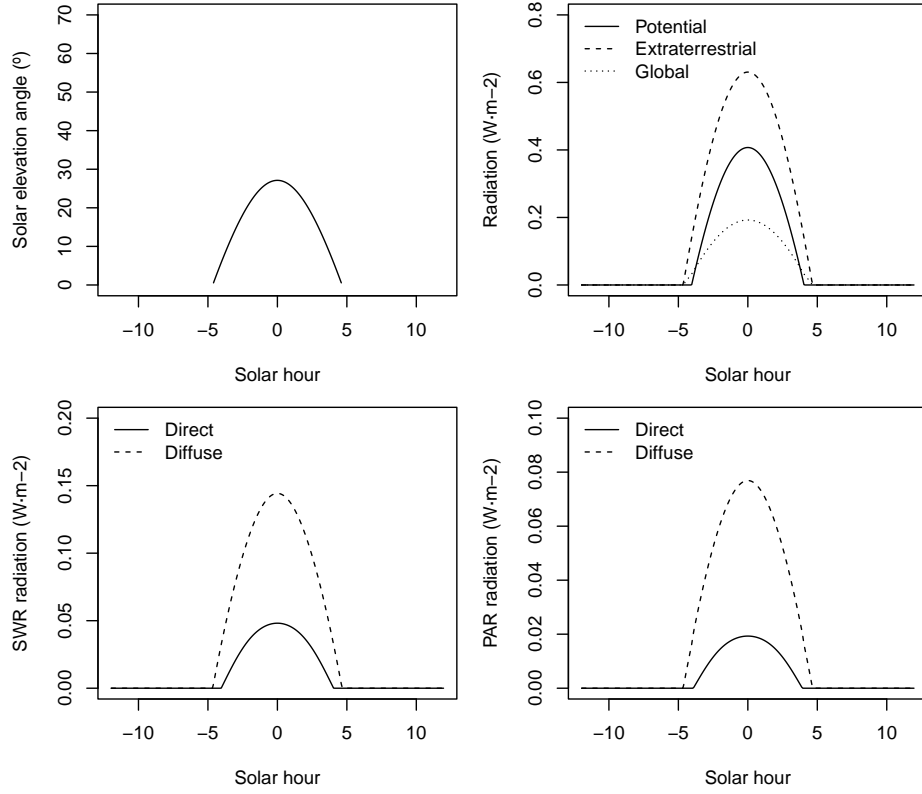 70
60
50
40
30
20
10
0
Solar elevation angle (º)
−10 −5 0 5 10
Solar hour
Potential
Extraterrestrial
Global
0.8
0.6
0.4
0.2
0.0
Radiation (W·m−2)
−10 −5 0 5 10
Solar hour
Direct
Diffuse
0.20
0.15
0.10
0.05
0.00
SWR radiation (W·m−2)
−10 −5 0 5 10
Solar hour
Direct
Diffuse
0.10
0.08
0.06
0.04
0.02
0.00
PAR radiation (W·m−2)
−10 −5 0 5 10
Solar hour